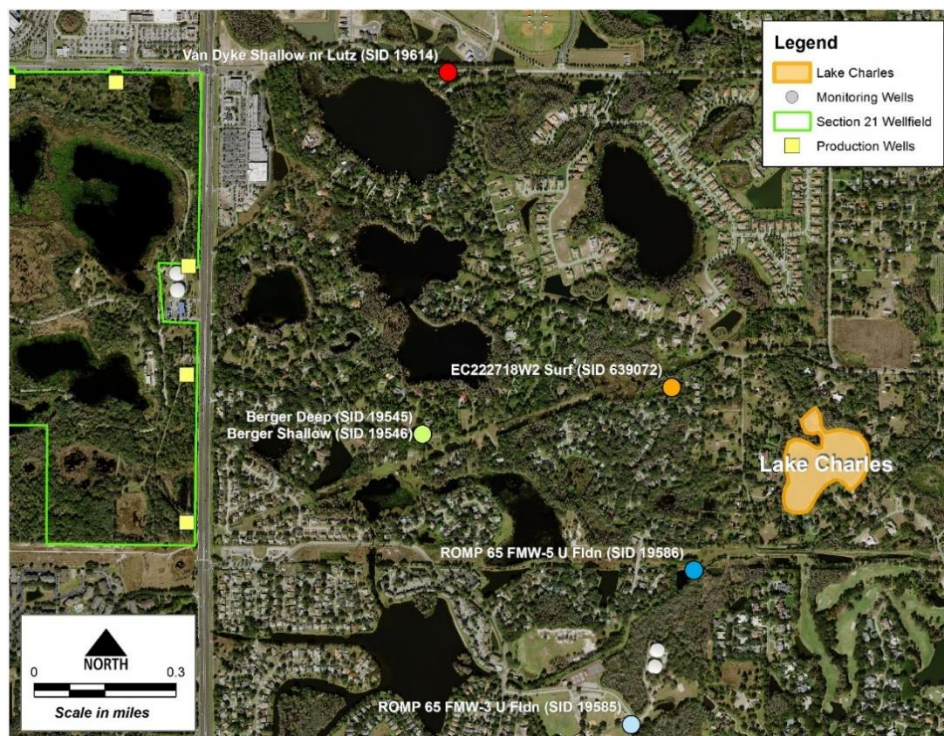 Van Dyke Shallow nr Lutz (SID 19614)
Legend
Lake Charles
Monitoring Wells
Section 21 Wellfield
Production Wells
EC222718W2 Surf (SID 639072)
Berger Deep (SID 19545)
Berger Shallow (SID 19546)
Lake Charles
ROMP 65 FMW-5 U Fldn (SID 19586)
NORTH
0 0.3
Scale in miles
ROMP 65 FMW-3 U Fldn (SID 19585)